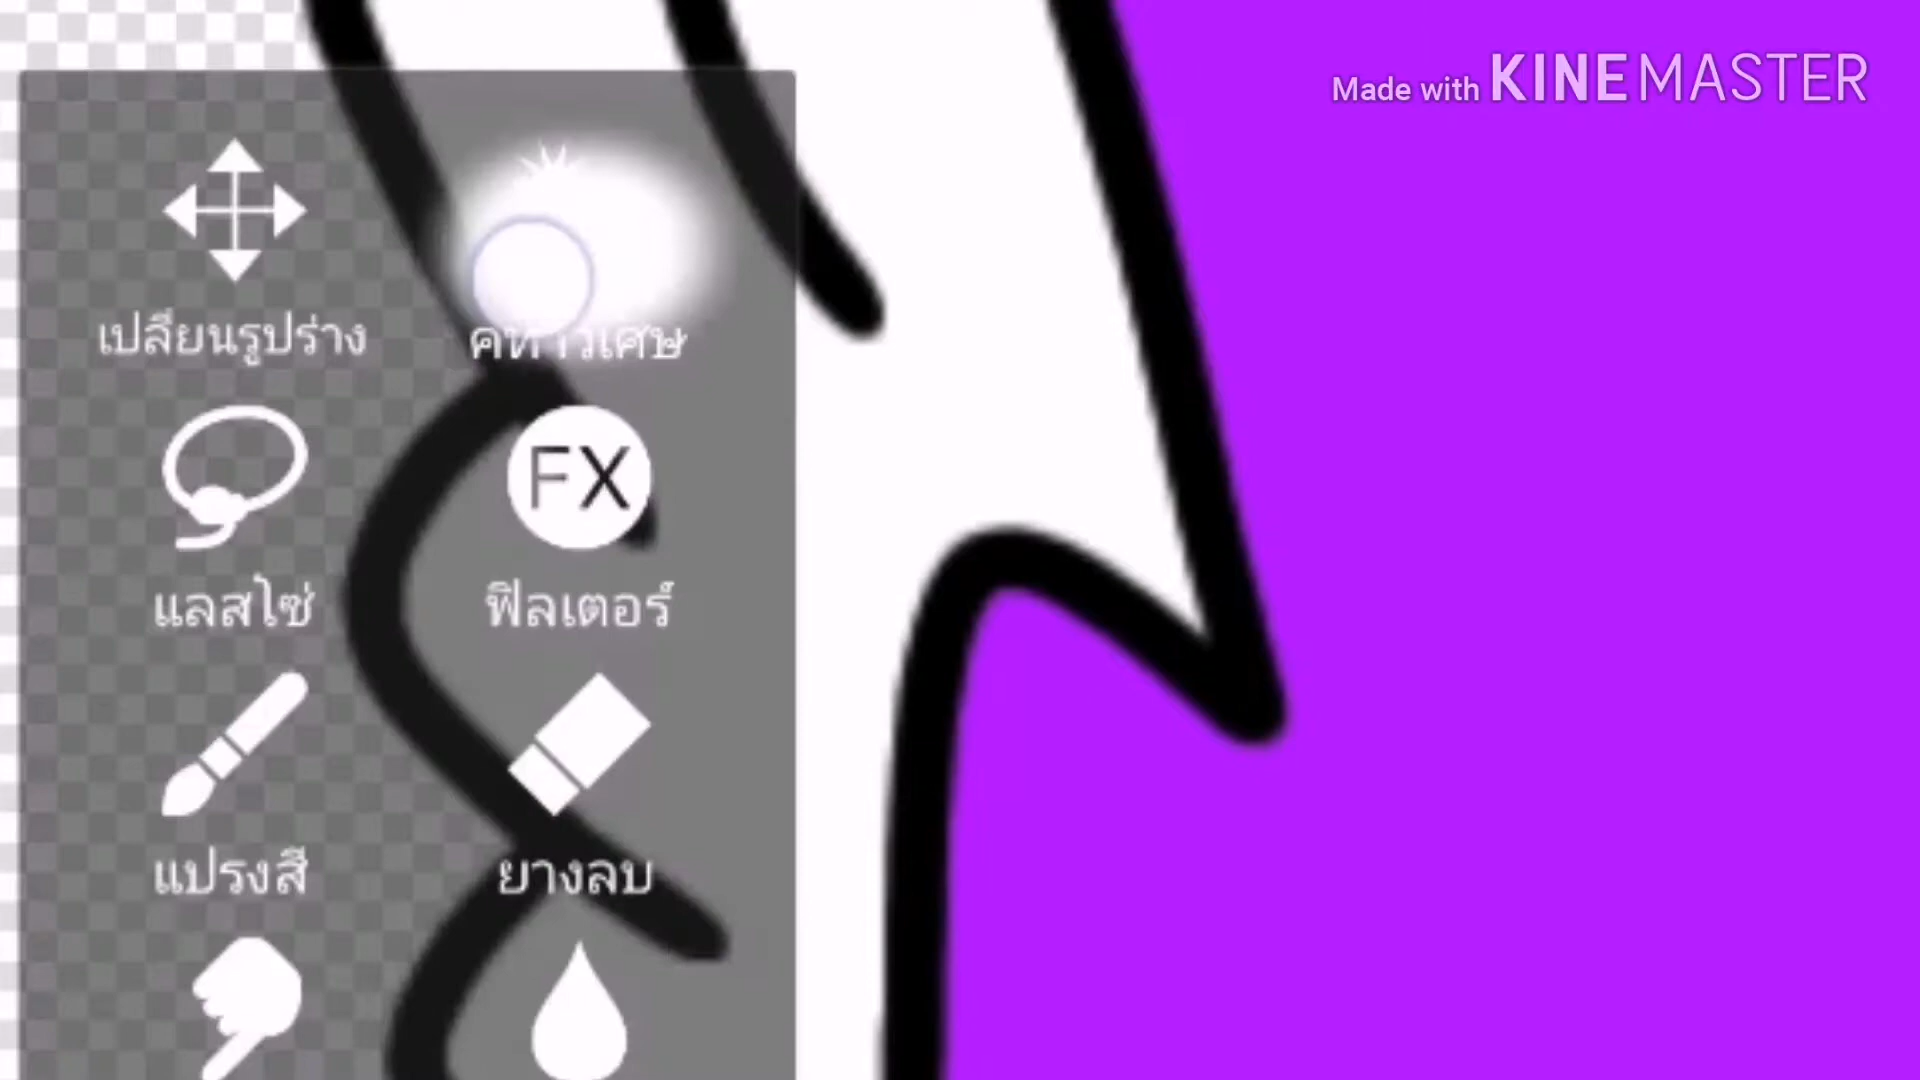 Made with KINEMASTER
เปลี่ยนรูปร่าง
แลสโซ่
FX
ฟิลเตอร์
แปรงสี
ยางลบ